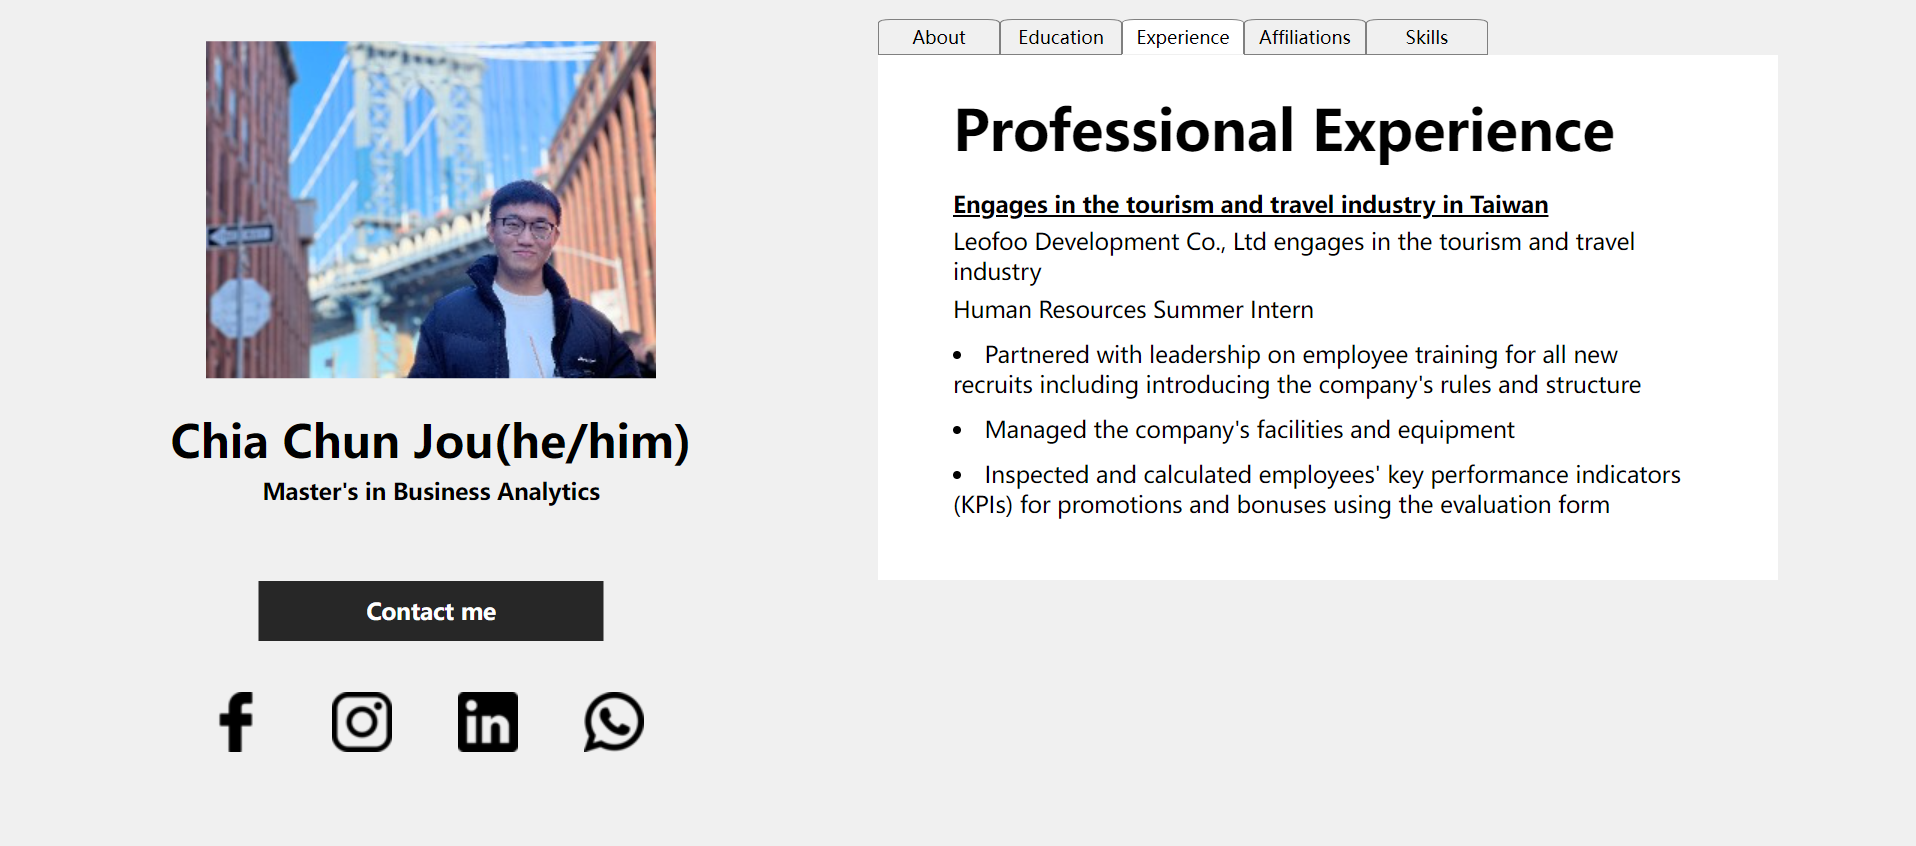 About
Education
Experience
Affiliations
Skills
Professional Experience
Engages in the tourism and travel industry in Taiwan
Leofoo Development Co., Ltd engages in the tourism and travel
industry
Human Resources Summer Intern
• Partnered with leadership on employee training for all new
recruits including introducing the company's rules and structure
• Managed the company's facilities and equipment
• Inspected and calculated employees' key performance indicators
(KPIs) for promotions and bonuses using the evaluation form
Chia Chun Jou(he/him)
Master's in Business Analytics
Contact me
f
in